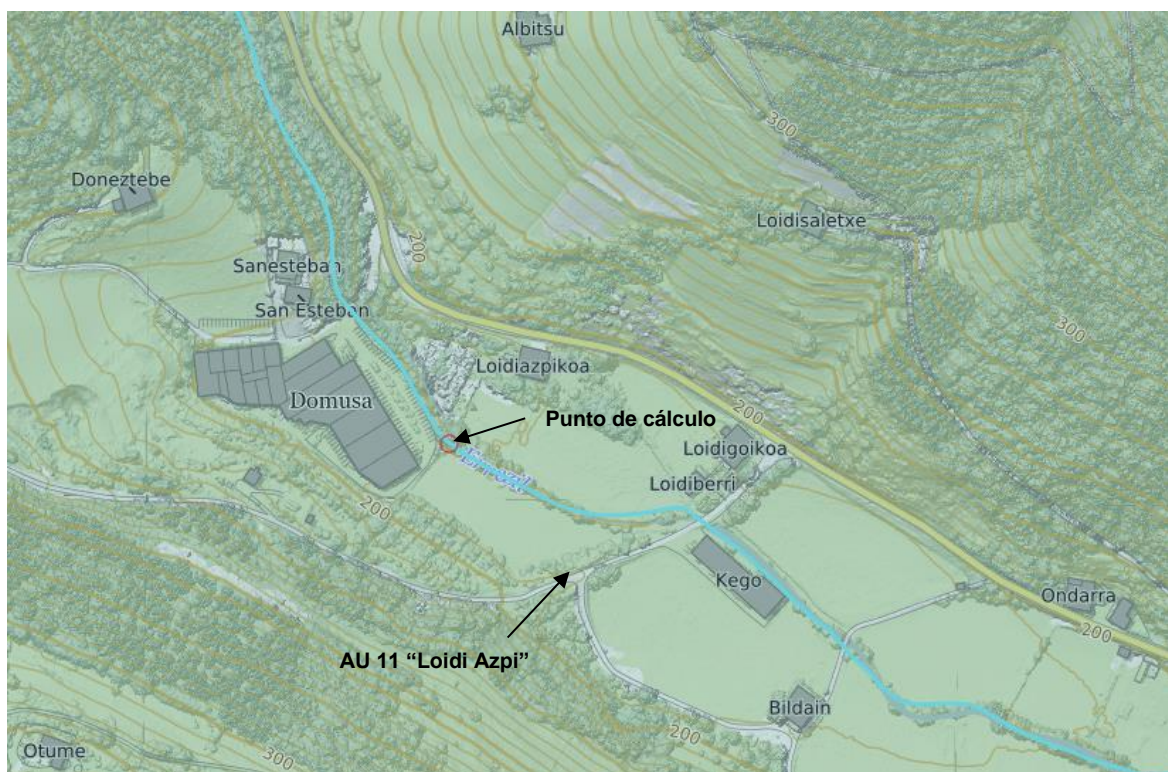 Albitsu
300
Doneztebe
Loidisaletxe
200
Sanesteban
San Esteban
300
Loidiazpikoa
Domusa
Punto de cálculo
200
Loidigoikoa
Loidiberri
200
Kego
Ondarra
200
AU 11 “Loidi Azpi”
Bildain
200
Otume
300